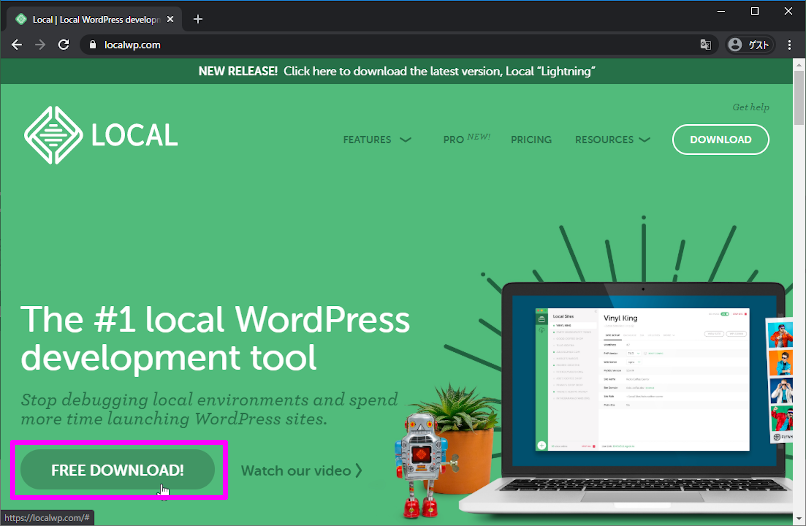 Local | Local WordPress developm
localwp.com
ゲスト
NEW RELEASE! Click here to download the latest version, Local “Lightning”
Get help
LOCAL
FEATURES
PRO NEW!
PRICING
RESOURCES
DOWNLOAD
The #1 local WordPress
development tool
Stop debugging local environments and spend
more time launching WordPress sites.
FREE DOWNLOAD!
Watch our video
Local Sites
Vinyl King
https://localwp.com/#